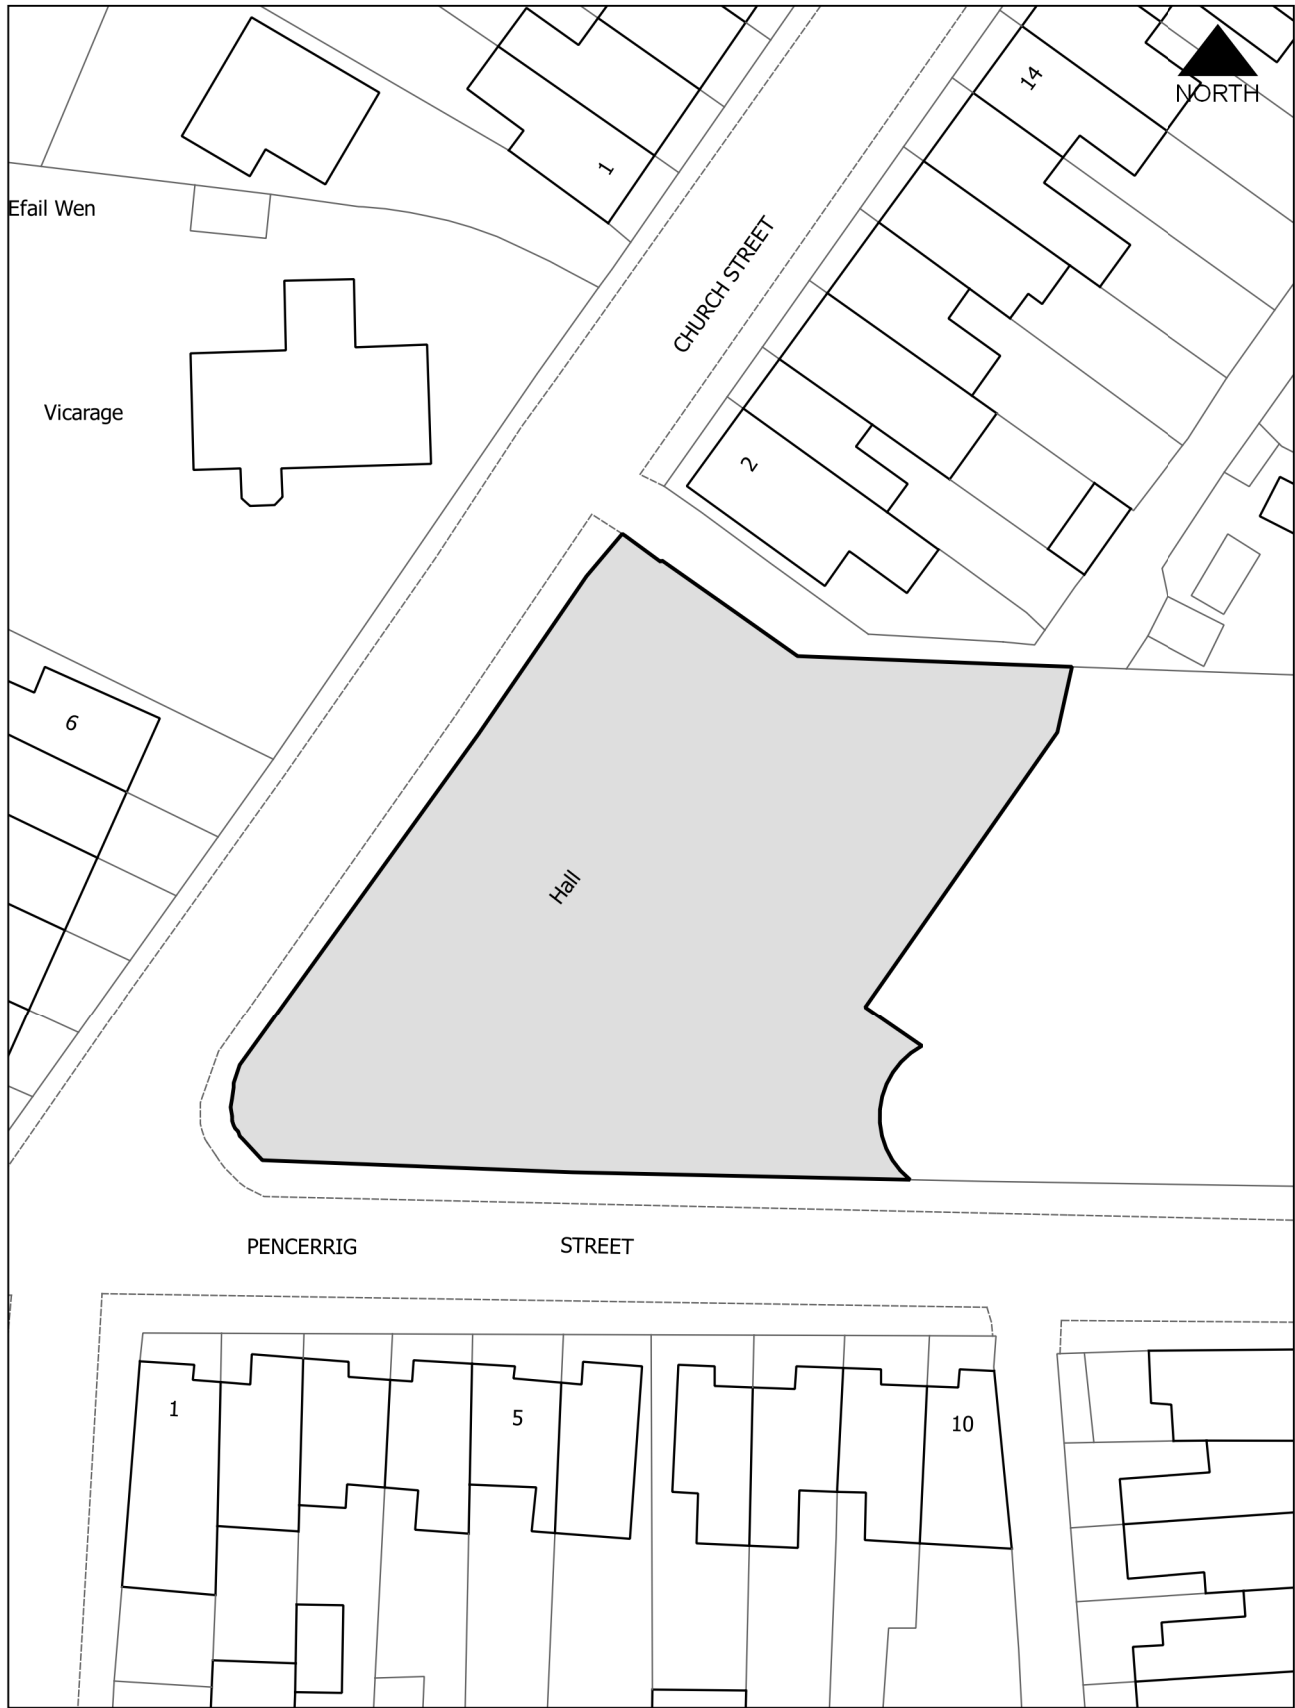 14
NORTH
1
Efail Wen
CHURCH STREET
Vicarage
2
6
Hall
PENCERRIG STREET
1
5
10